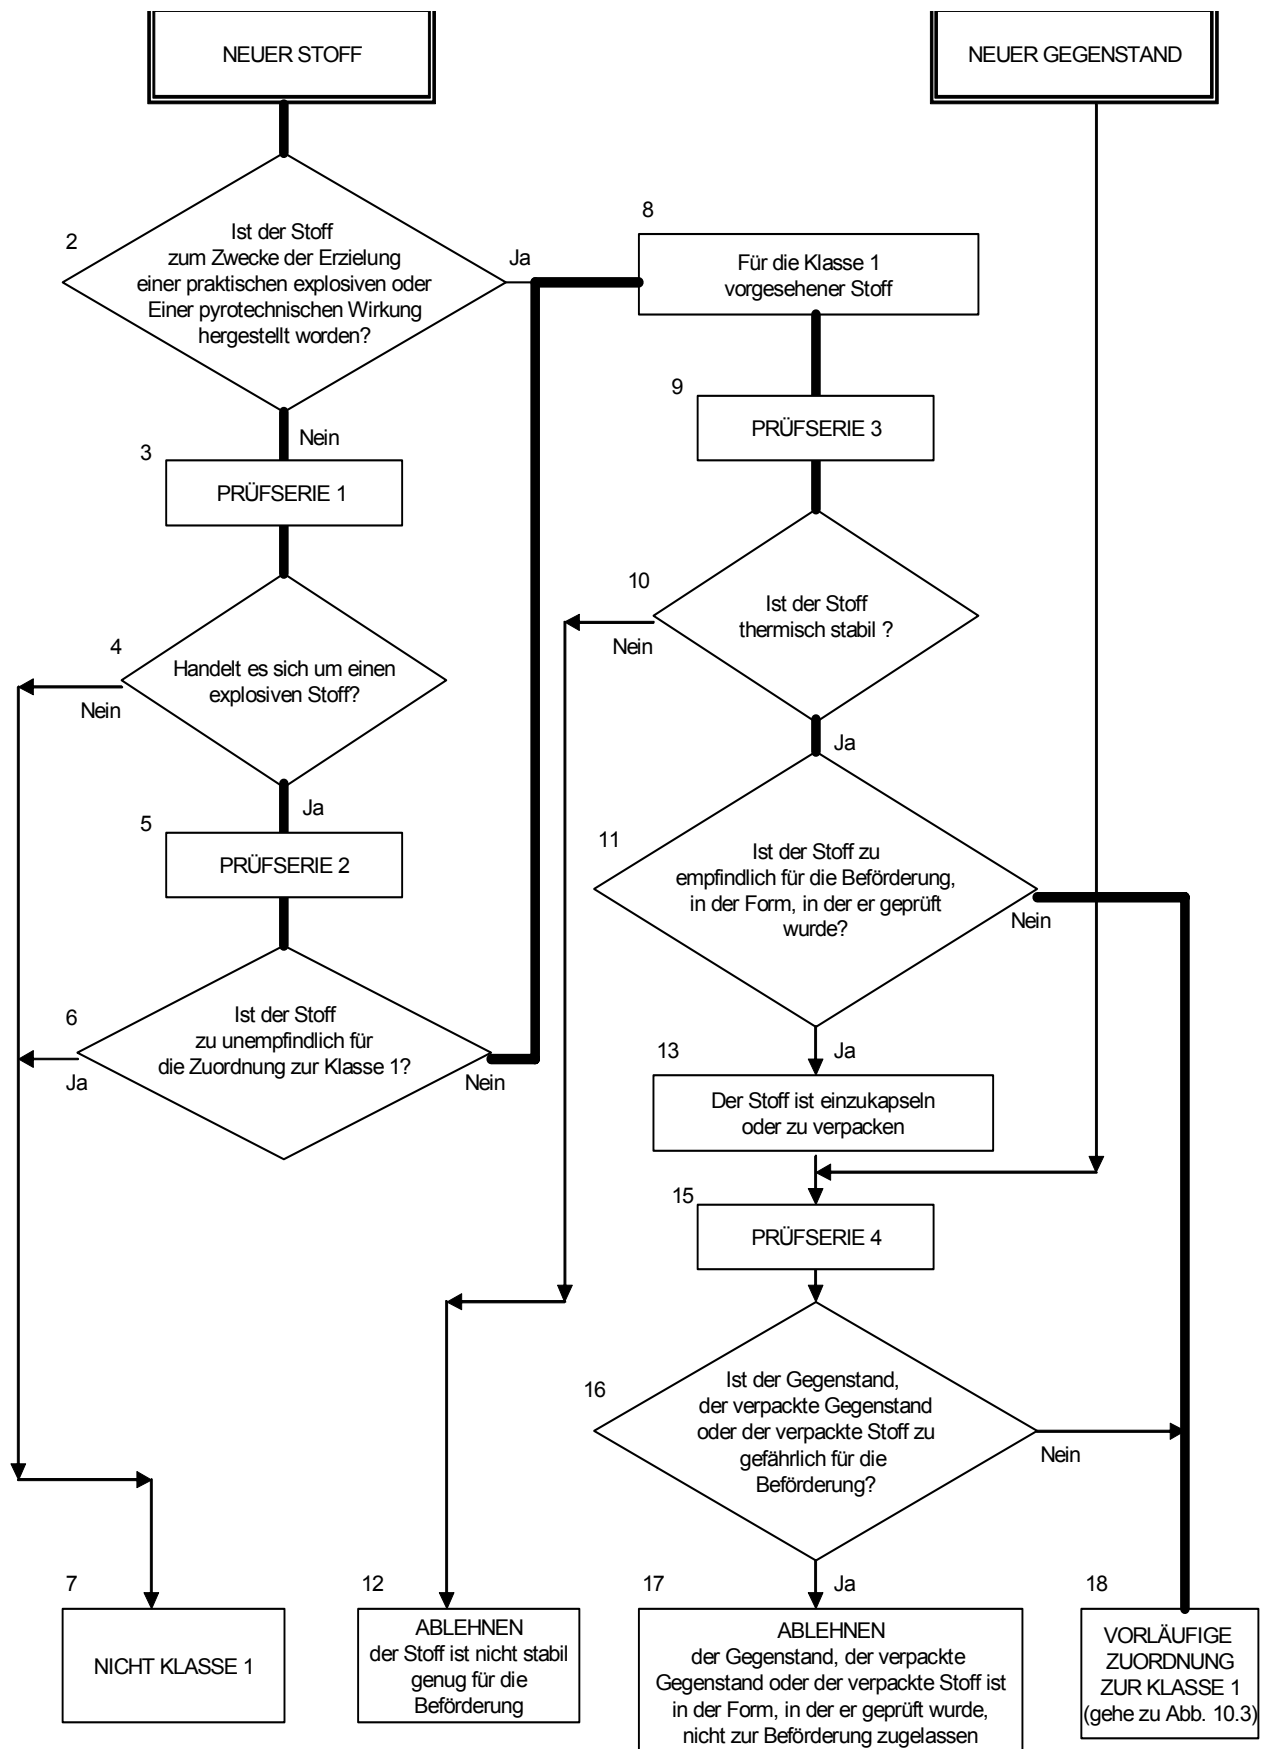 NEUER STOFF
NEUER GEGENSTAND
2
Ist der Stoff
zum Zwecke der Erzielung
einer praktischen explosiven oder
Einer pyrotechnischen Wirkung
hergestellt worden?
Ja
Nein
3
PRÜFSERIE 1
4
Handelt es sich um einen
explosiven Stoff?
Nein
Ja
5
PRÜFSERIE 2
6
Ist der Stoff
zu unempfindlich für
die Zuordnung zur Klasse 1?
Ja
Nein
8
Für die Klasse 1
vorgesehener Stoff
9
PRÜFSERIE 3
10
Ist der Stoff
thermisch stabil ?
Nein
Ja
11
Ist der Stoff zu
empfindlich für die Beförderung,
in der Form, in der er geprüft
wurde?
Nein
Ja
13
Der Stoff ist einzukapseln
oder zu verpacken
15
PRÜFSERIE 4
16
Ist der Gegenstand,
der verpackte Gegenstand
oder der verpackte Stoff zu
gefährlich für die
Beförderung?
Nein
Ja
7
NICHT KLASSE 1
12
ABLEHNEN
der Stoff ist nicht stabil
genug für die
Beförderung
17
ABLEHNEN
der Gegenstand, der verpackte
Gegenstand oder der verpackte Stoff ist
in der Form, in der er geprüft wurde,
nicht zur Beförderung zugelassen
18
VORLÄUFIGE
ZUORDNUNG
ZUR KLASSE 1
(gehe zu Abb. 10.3)